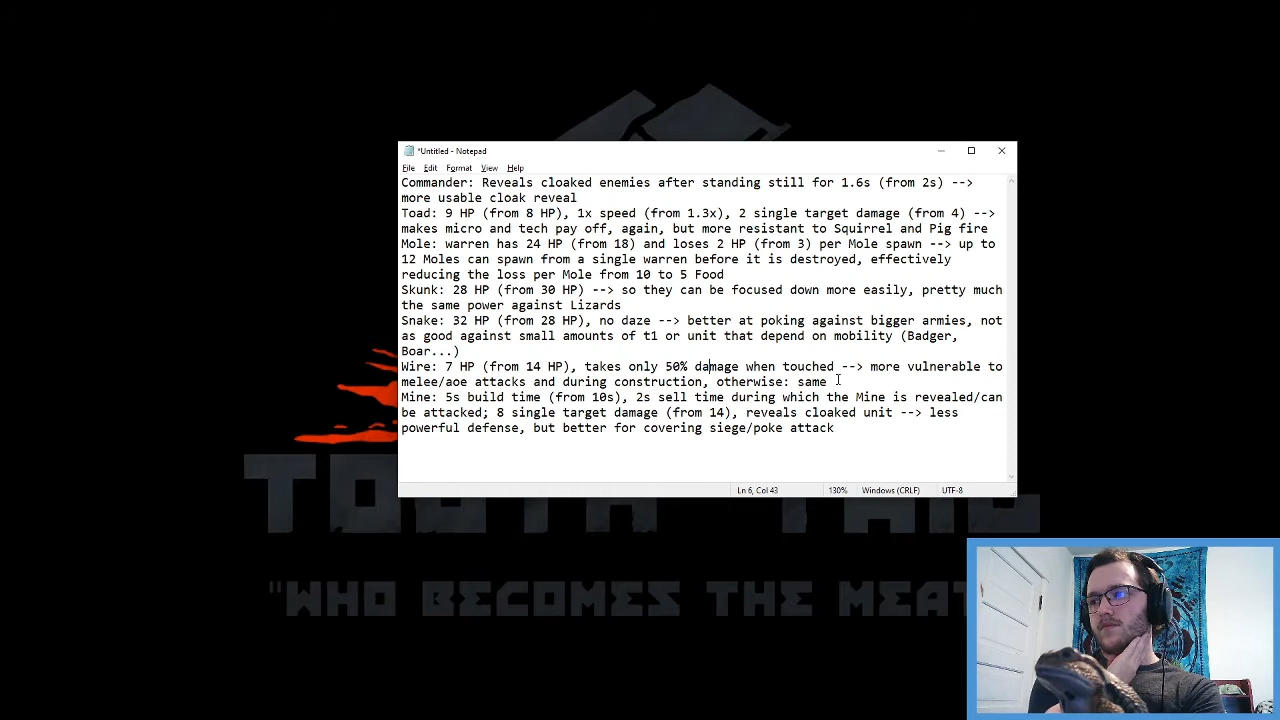 *Untitled - Notepad
File Edit Format View Help
Commander: Reveals cloaked enemies after standing still for 1.6s (from 2s) -->
more usable cloak reveal
Toad: 9 HP (from 8 HP), 1x speed (from 1.3x), 2 single target damage (from 4) -->
makes micro and tech pay off, again, but more resistant to Squirrel and Pig fire
Mole: warren has 24 HP (from 18) and loses 2 HP (from 3) per Mole spawn --> up to
12 Moles can spawn from a single warren before it is destroyed, effectively
reducing the loss per Mole from 10 to 5 Food
Skunk: 28 HP (from 30 HP) --> so they can be focused down more easily, pretty much
the same power against Lizards
Snake: 32 HP (from 28 HP), no daze --> better at poking against bigger armies, not
as good against small amounts of t1 or unit that depend on mobility (Badger,
Boar...)
Wire: 7 HP (from 14 HP), takes only 50% damage when touched --> more vulnerable to
melee/aoe attacks and during construction, otherwise: same
Mine: 5s build time (from 10s), 2s sell time during which the Mine is revealed/can
be attacked; 8 single target damage (from 14), reveals cloaked unit --> less
powerful defense, but better for covering siege/poke attack
Ln 6, Col 43 130% Windows (CRLF) UTF-8
TOOTH TAIL
"WHO BECOMES THE MEAT